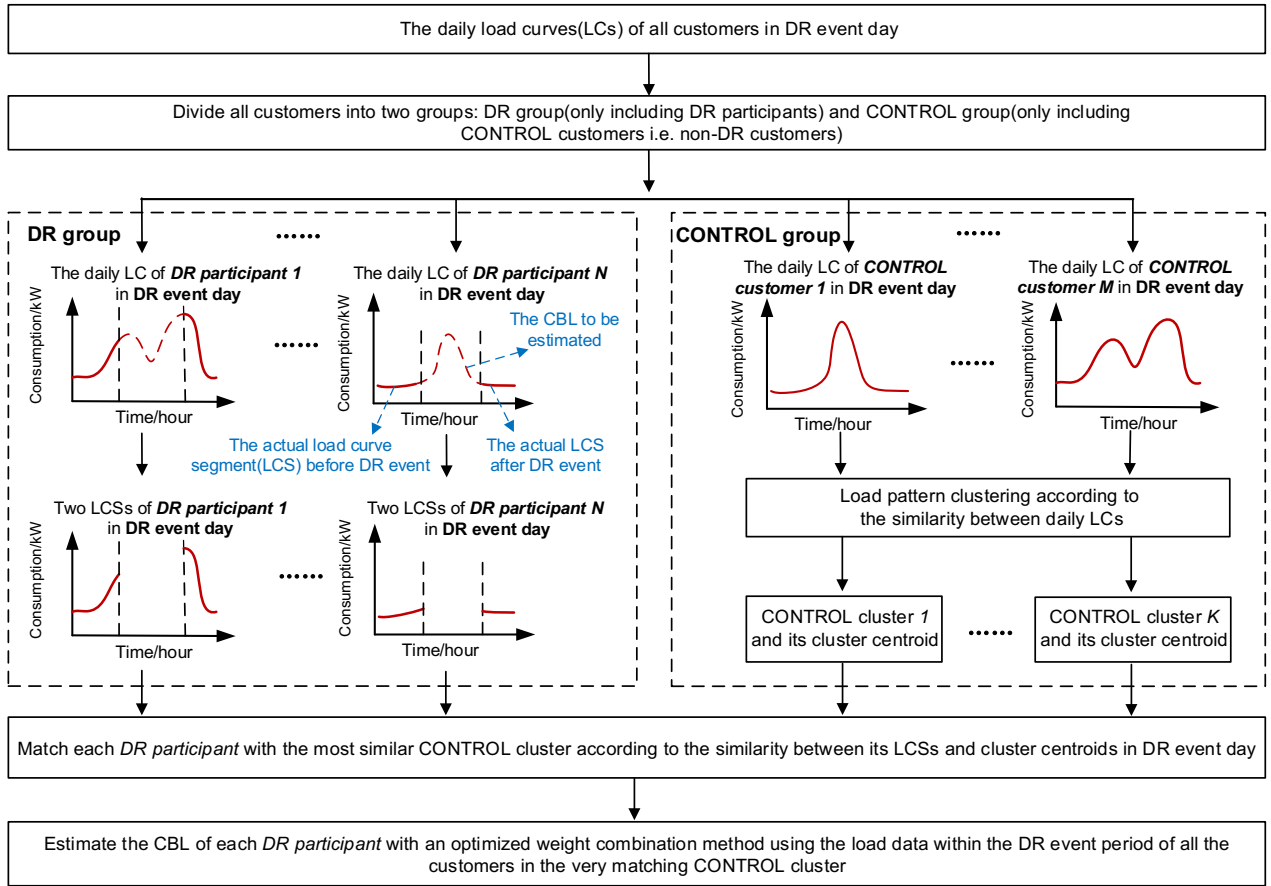 The daily load curves(LCs) of all customers in DR event day
Divide all customers into two groups: DR group(only including DR participants) and CONTROL group(only including
CONTROL customers i.e. non-DR customers)
DR group
......
The daily LC of DR participant 1
in DR event day
Consumption/kW
Time/hour
......
The daily LC of DR participant N
in DR event day
Consumption/kW
Time/hour
The CBL to be
estimated
The actual load curve
segment(LCS) before DR event
The actual LCS
after DR event
Two LCSs of DR participant 1
in DR event day
Consumption/kW
Time/hour
......
Two LCSs of DR participant N
in DR event day
Consumption/kW
Time/hour
CONTROL group
......
The daily LC of CONTROL
customer 1 in DR event day
Consumption/kW
Time/hour
......
The daily LC of CONTROL
customer M in DR event day
Consumption/kW
Time/hour
Load pattern clustering according to
the similarity between daily LCs
CONTROL cluster 1
and its cluster centroid
......
CONTROL cluster K
and its cluster centroid
Match each DR participant with the most similar CONTROL cluster according to the similarity between its LCSs and cluster centroids in DR event day
Estimate the CBL of each DR participant with an optimized weight combination method using the load data within the DR event period of all the
customers in the very matching CONTROL cluster